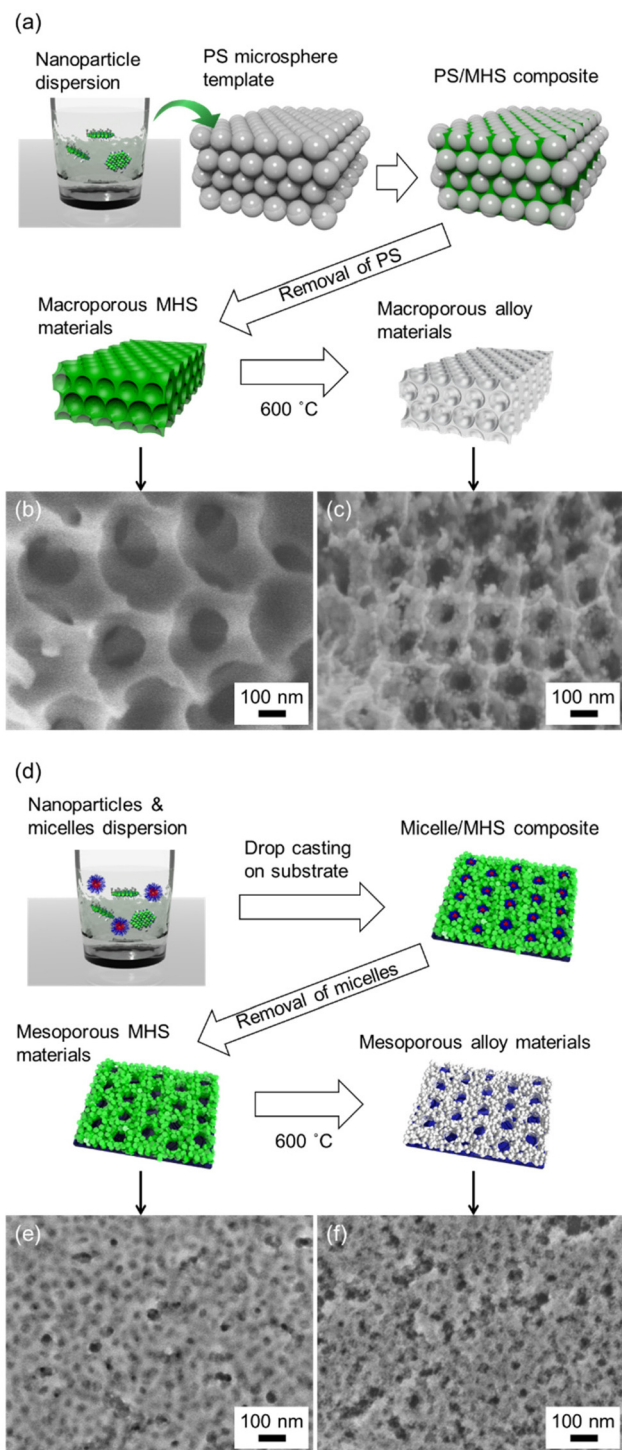 (a)
Nanoparticle
dispersion
PS microsphere
template
PS/MHS composite
Removal of PS
Macroporous MHS
materials
600 ˚C
Macroporous alloy
materials
(b)
100 nm
(c)
100 nm
(d)
Nanoparticles &
micelles dispersion
Drop casting
on substrate
Micelle/MHS composite
Removal of micelles
Mesoporous MHS
materials
600 ˚C
Mesoporous alloy materials
(e)
100 nm
(f)
100 nm